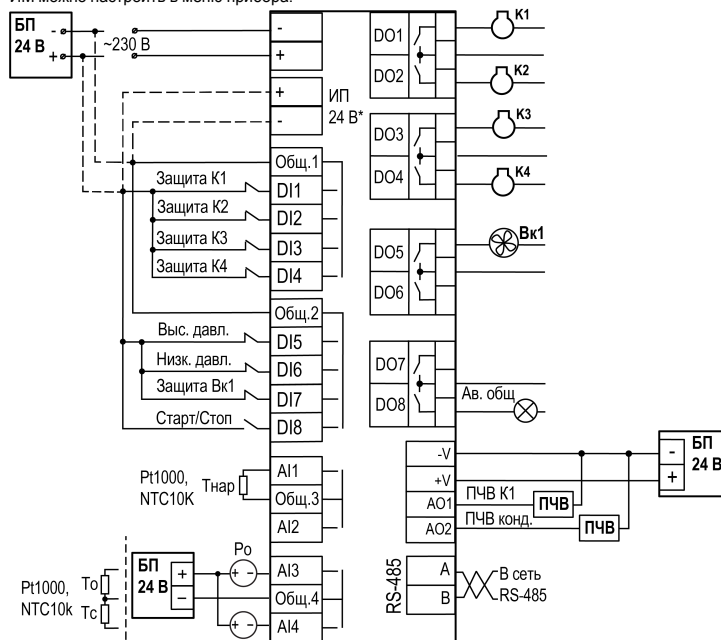 Им. можно настроить в меню прибора.
БП
24 В
-
+
~230 В
-
+
+
-
ИП
24 В*
Общ.1
Защита К1
DI1
Защита К2
DI2
Защита К3
DI3
Защита К4
DI4
Общ.2
Выс. давл.
DI5
Низк. давл.
DI6
Защита Вк1
DI7
Старт/Стоп
DI8
Pt1000,
NTC10K
Тнар
AI1
Общ.3
AI2
Pt1000,
NTC10k
То
Тс
БП
24 В
+
−
Ро
+ −
+ −
AI3
Общ.4
AI4
DO1
DO2
К1
К2
DO3
DO4
К3
К4
DO5
DO6
Вк1
DO7
DO8
Ав. общ
-V
+V
AO1
AO2
ПЧВ К1
ПЧВ
ПЧВ конд.
ПЧВ
БП
24 В
-
+
RS-485
A
B
В сеть
RS-485